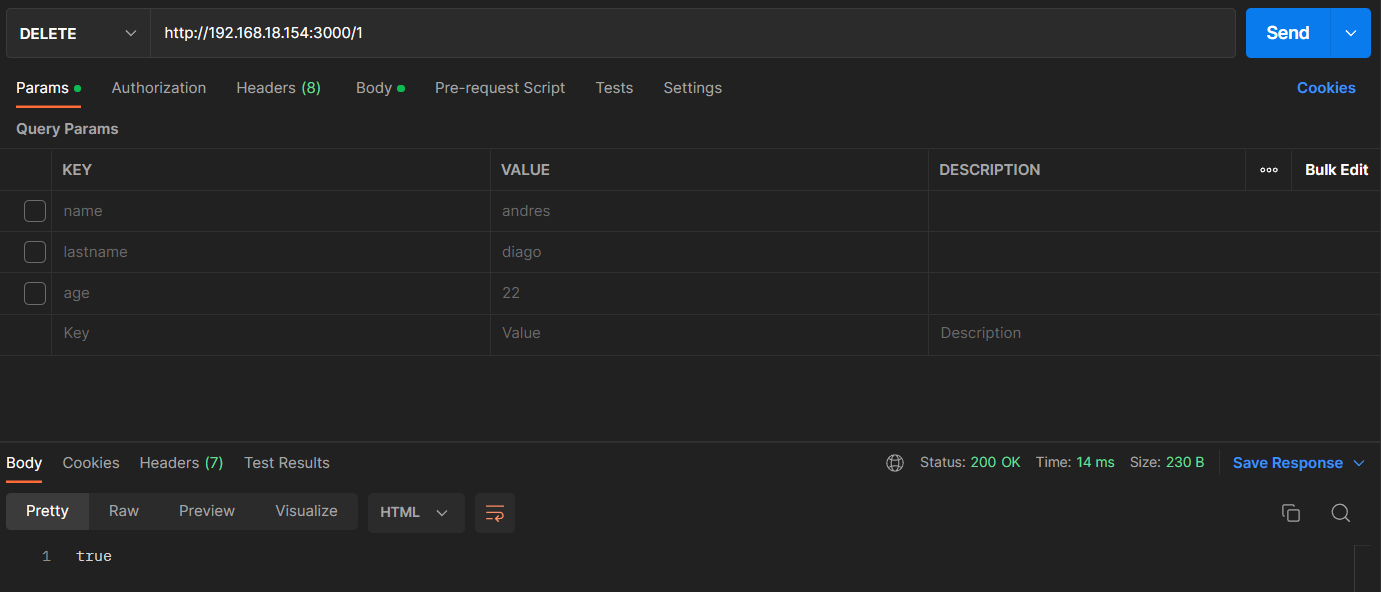 DELETE http://192.168.18.154:3000/1 Send
Params Authorization Headers (8) Body Pre-request Script Tests Settings Cookies
Query Params
KEY VALUE DESCRIPTION Bulk Edit
name andres
lastname diago
age 22
Key Value Description
Body Cookies Headers (7) Test Results Status: 200 OK Time: 14 ms Size: 230 B Save Response
Pretty Raw Preview Visualize HTML
1 true